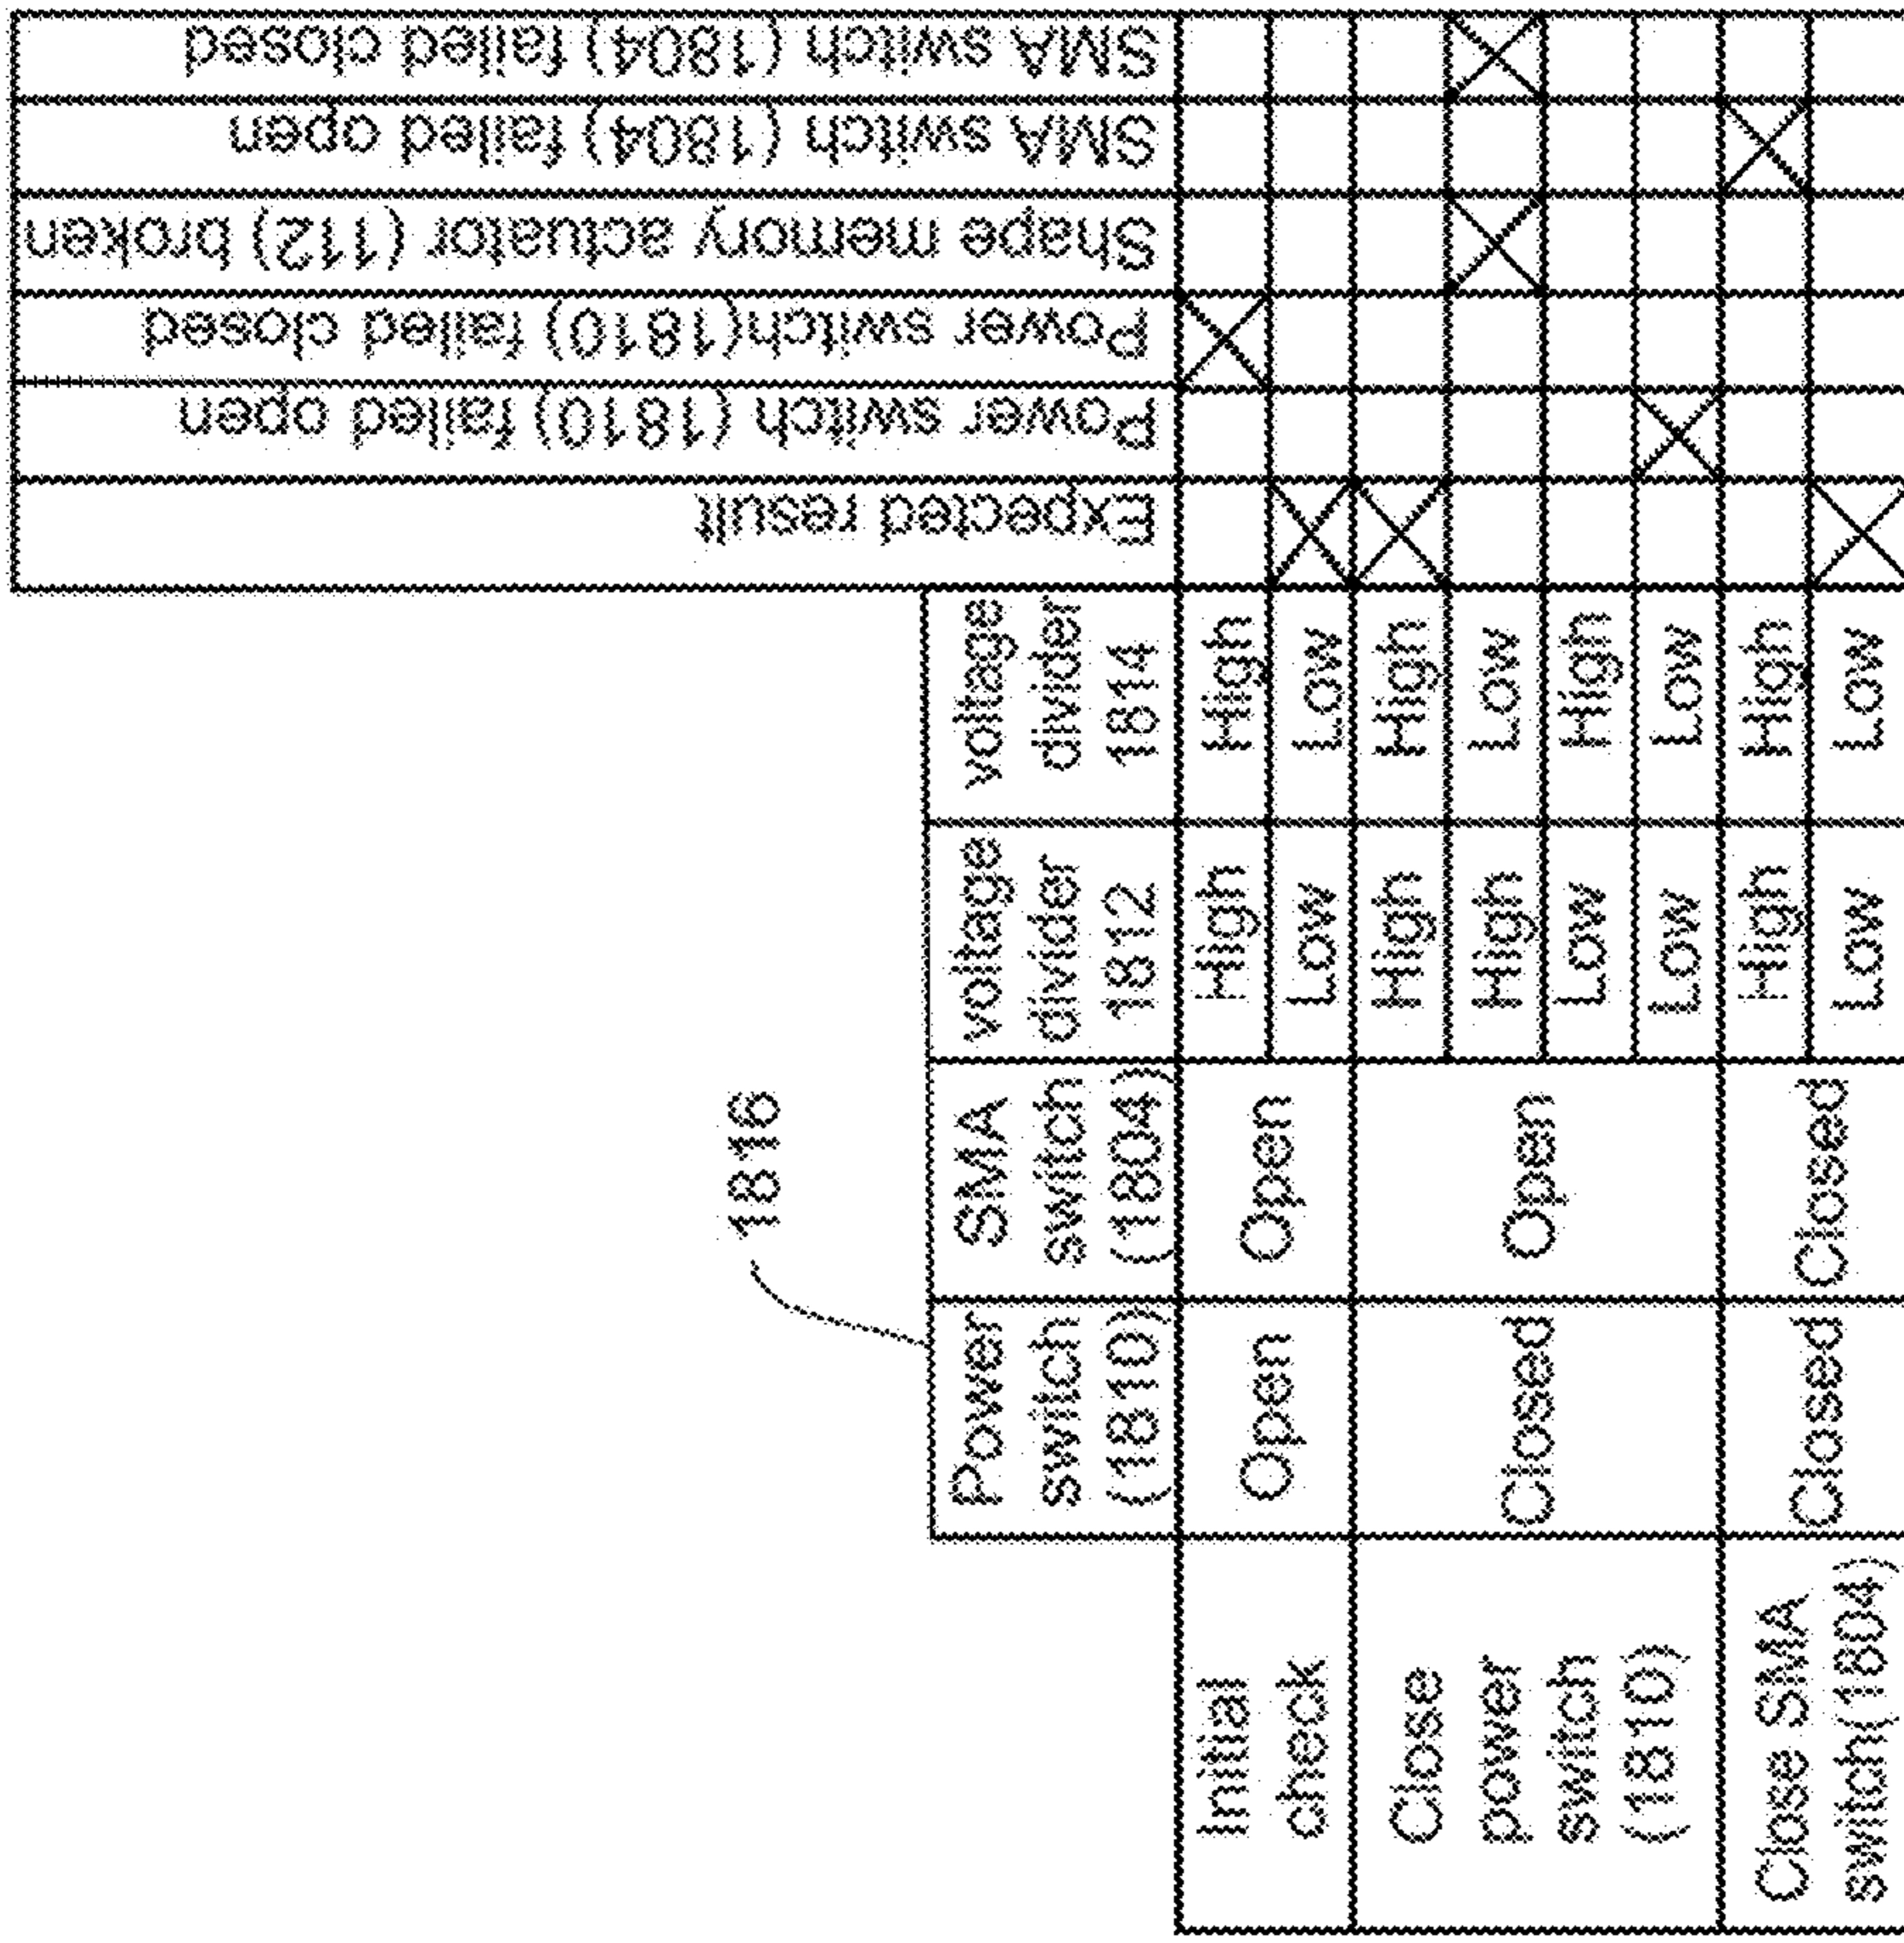 1816
Power switch (1810)
SMA switch (1804)
voltage divider 1812
voltage divider 1814
Expected result
Power switch (1810) failed open
Power switch(1810) failed closed
Shape memory actuator (112) broken
SMA switch (1804) failed open
SMA switch (1804) failed closed
Initial check
Open
Open
High
High
Low
Low
Close power switch (1810)
Closed
Open
High
High
High
Low
Low
High
Low
Low
Close SMA switch(1804)
Closed
Closed
High
High
Low
Low